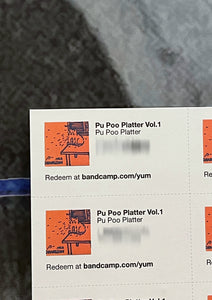 Pu Poo Platter Vol.1
Pu Poo Platter
Redeem at bandcamp.com/yum
Pu Poo Platter Vol.1
Pu Poo Platter
Redeem at bandcamp.com/yum